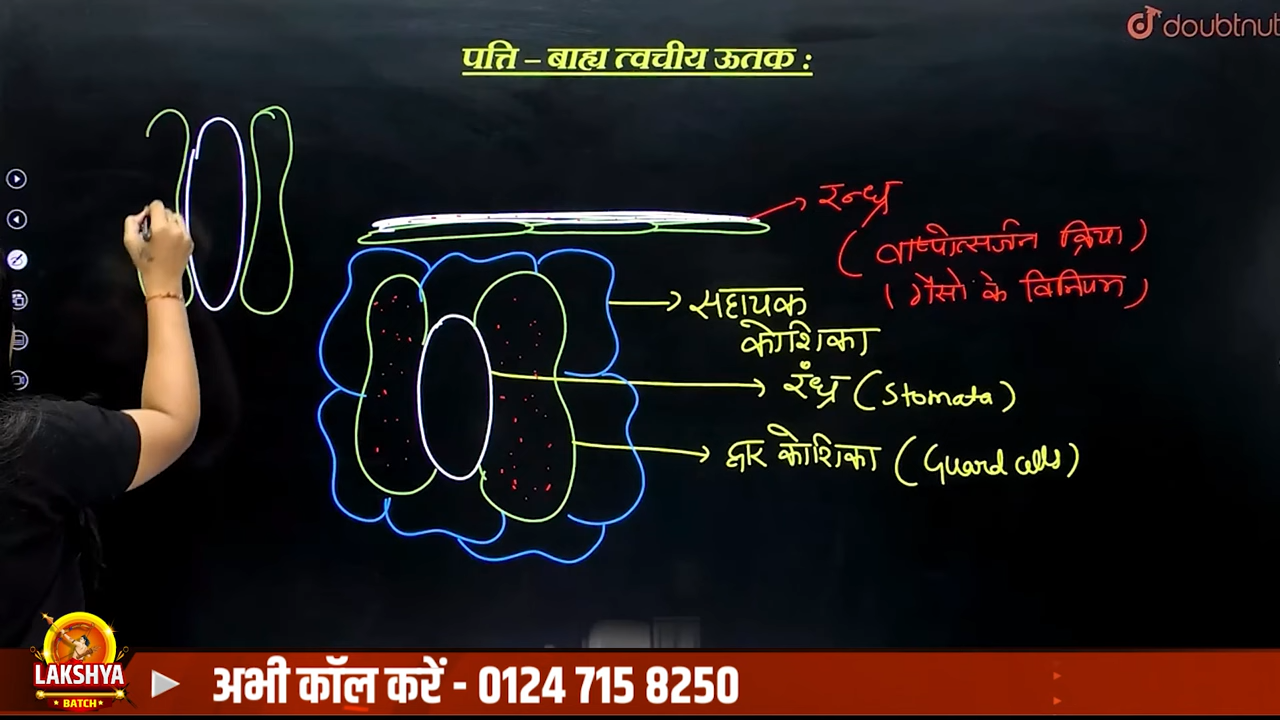 doubtnut
पत्ति – बाह्य त्वचीय ऊतक :
रन्ध्र
(वाष्पोत्सर्जन क्रिया)
(गैसो के विनियम)
सहायक
कोशिका
रंध्र (Stomata)
द्वार कोशिका (Guard cells)
LAKSHYA
BATCH
अभी कॉल करें - 0124 715 8250